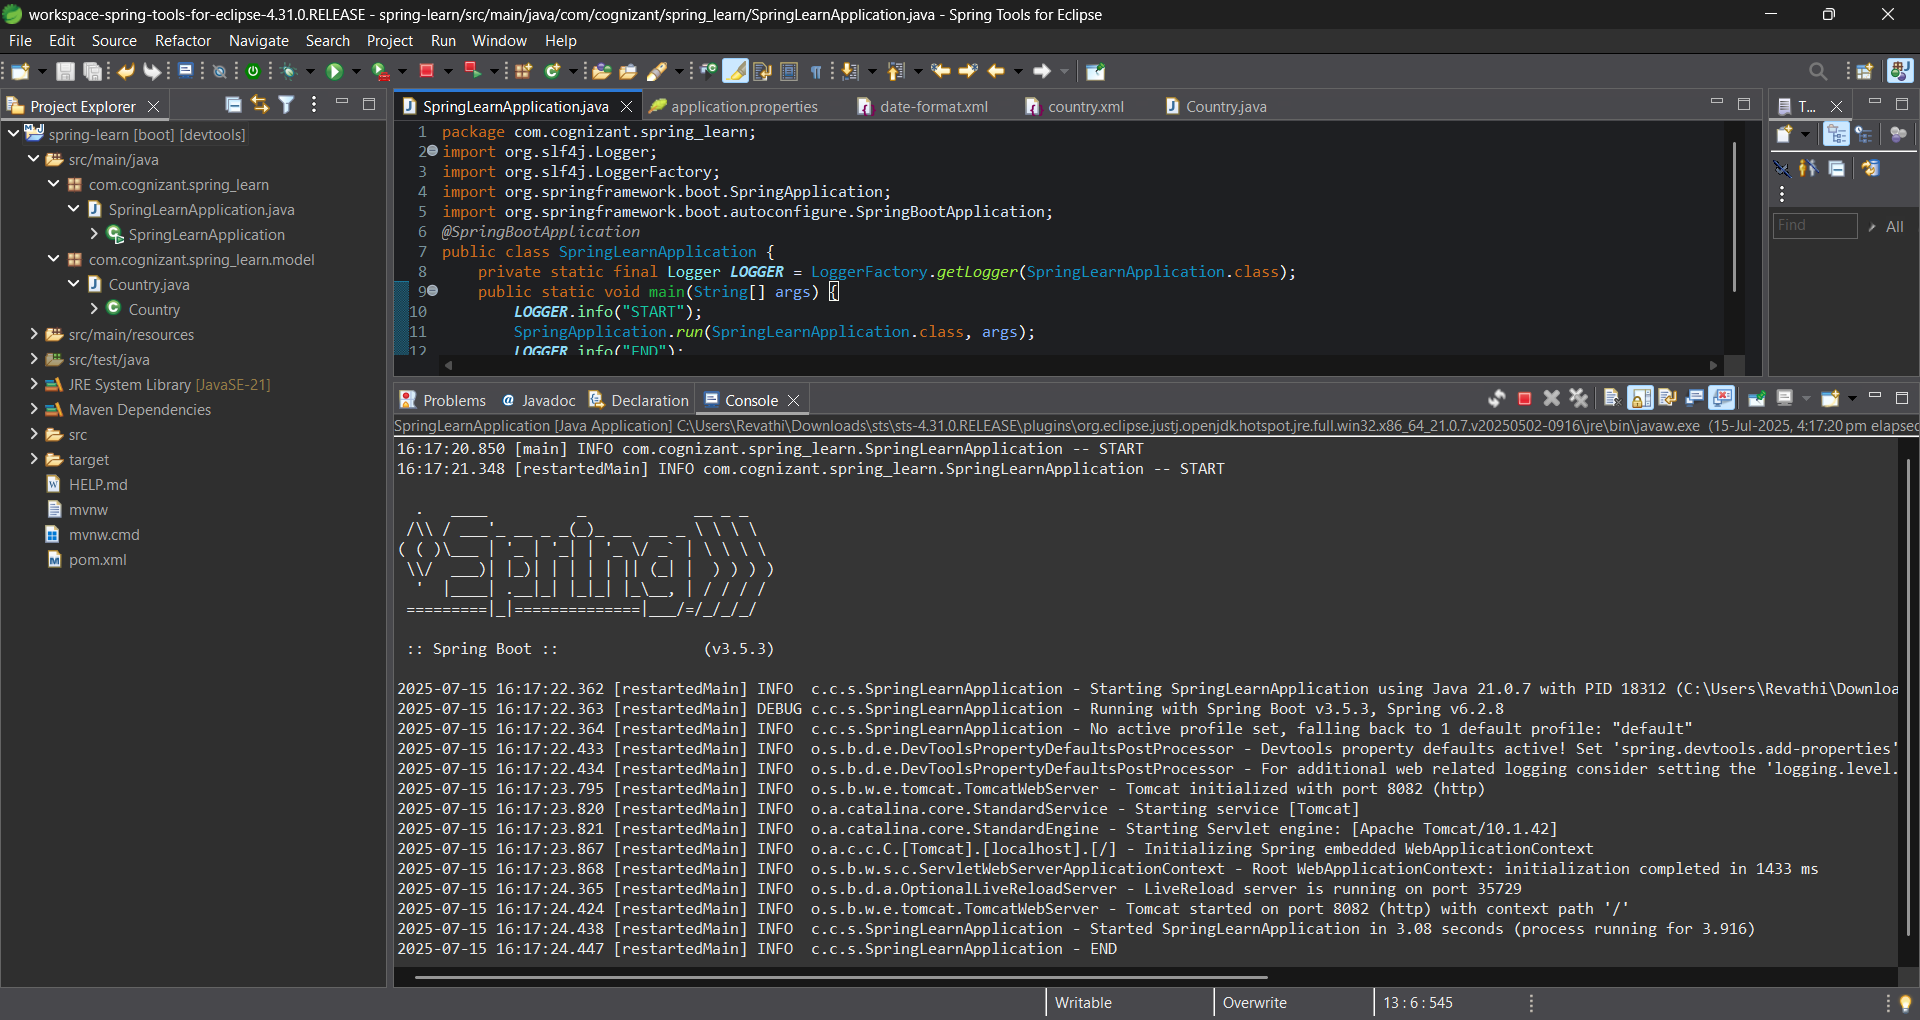 workspace-spring-tools-for-eclipse-4.31.0.RELEASE - spring-learn/src/main/java/com/cognizant/spring_learn/SpringLearnApplication.java - Spring Tools for Eclipse
File Edit Source Refactor Navigate Search Project Run Window Help
Project Explorer
spring-learn [boot] [devtools]
src/main/java
com.cognizant.spring_learn
SpringLearnApplication.java
SpringLearnApplication
com.cognizant.spring_learn.model
Country.java
Country
src/main/resources
src/test/java
JRE System Library [JavaSE-21]
Maven Dependencies
src
target
HELP.md
mvnw
mvnw.cmd
pom.xml
SpringLearnApplication.java application.properties date-format.xml country.xml Country.java
1 package com.cognizant.spring_learn;
2 import org.slf4j.Logger;
3 import org.slf4j.LoggerFactory;
4 import org.springframework.boot.SpringApplication;
5 import org.springframework.boot.autoconfigure.SpringBootApplication;
6 @SpringBootApplication
7 public class SpringLearnApplication {
8 private static final Logger LOGGER = LoggerFactory.getLogger(SpringLearnApplication.class);
9 public static void main(String[] args) {
10 LOGGER.info("START");
11 SpringApplication.run(SpringLearnApplication.class, args);
12 LOGGER.info("END");
T...
Find
All
Problems Javadoc Declaration Console
SpringLearnApplication [Java Application] C:\Users\Revathi\Downloads\sts\sts-4.31.0.RELEASE\plugins\org.eclipse.justj.openjdk.hotspot.jre.full.win32.x86_64_21.0.7.v20250502-0916\jre\bin\javaw.exe (15-Jul-2025, 4:17:20 pm elapsed
16:17:20.850 [main] INFO com.cognizant.spring_learn.SpringLearnApplication -- START
16:17:21.348 [restartedMain] INFO com.cognizant.spring_learn.SpringLearnApplication -- START
Spring
:: Spring Boot :: (v3.5.3)
2025-07-15 16:17:22.362 [restartedMain] INFO c.c.s.SpringLearnApplication - Starting SpringLearnApplication using Java 21.0.7 with PID 18312 (C:\Users\Revathi\Downloa
2025-07-15 16:17:22.363 [restartedMain] DEBUG c.c.s.SpringLearnApplication - Running with Spring Boot v3.5.3, Spring v6.2.8
2025-07-15 16:17:22.364 [restartedMain] INFO c.c.s.SpringLearnApplication - No active profile set, falling back to 1 default profile: "default"
2025-07-15 16:17:22.433 [restartedMain] INFO o.s.b.d.e.DevToolsPropertyDefaultsPostProcessor - Devtools property defaults active! Set 'spring.devtools.add-properties'
2025-07-15 16:17:22.434 [restartedMain] INFO o.s.b.d.e.DevToolsPropertyDefaultsPostProcessor - For additional web related logging consider setting the 'logging.level.
2025-07-15 16:17:23.795 [restartedMain] INFO o.s.b.w.e.tomcat.TomcatWebServer - Tomcat initialized with port 8082 (http)
2025-07-15 16:17:23.820 [restartedMain] INFO o.a.catalina.core.StandardService - Starting service [Tomcat]
2025-07-15 16:17:23.821 [restartedMain] INFO o.a.catalina.core.StandardEngine - Starting Servlet engine: [Apache Tomcat/10.1.42]
2025-07-15 16:17:23.867 [restartedMain] INFO o.a.c.c.C.[Tomcat].[localhost].[/] - Initializing Spring embedded WebApplicationContext
2025-07-15 16:17:23.868 [restartedMain] INFO o.s.b.w.s.c.ServletWebServerApplicationContext - Root WebApplicationContext: initialization completed in 1433 ms
2025-07-15 16:17:24.365 [restartedMain] INFO o.s.b.d.a.OptionalLiveReloadServer - LiveReload server is running on port 35729
2025-07-15 16:17:24.424 [restartedMain] INFO o.s.b.w.e.tomcat.TomcatWebServer - Tomcat started on port 8082 (http) with context path '/'
2025-07-15 16:17:24.438 [restartedMain] INFO c.c.s.SpringLearnApplication - Started SpringLearnApplication in 3.08 seconds (process running for 3.916)
2025-07-15 16:17:24.447 [restartedMain] INFO c.c.s.SpringLearnApplication - END
Writable Overwrite 13 : 6 : 545